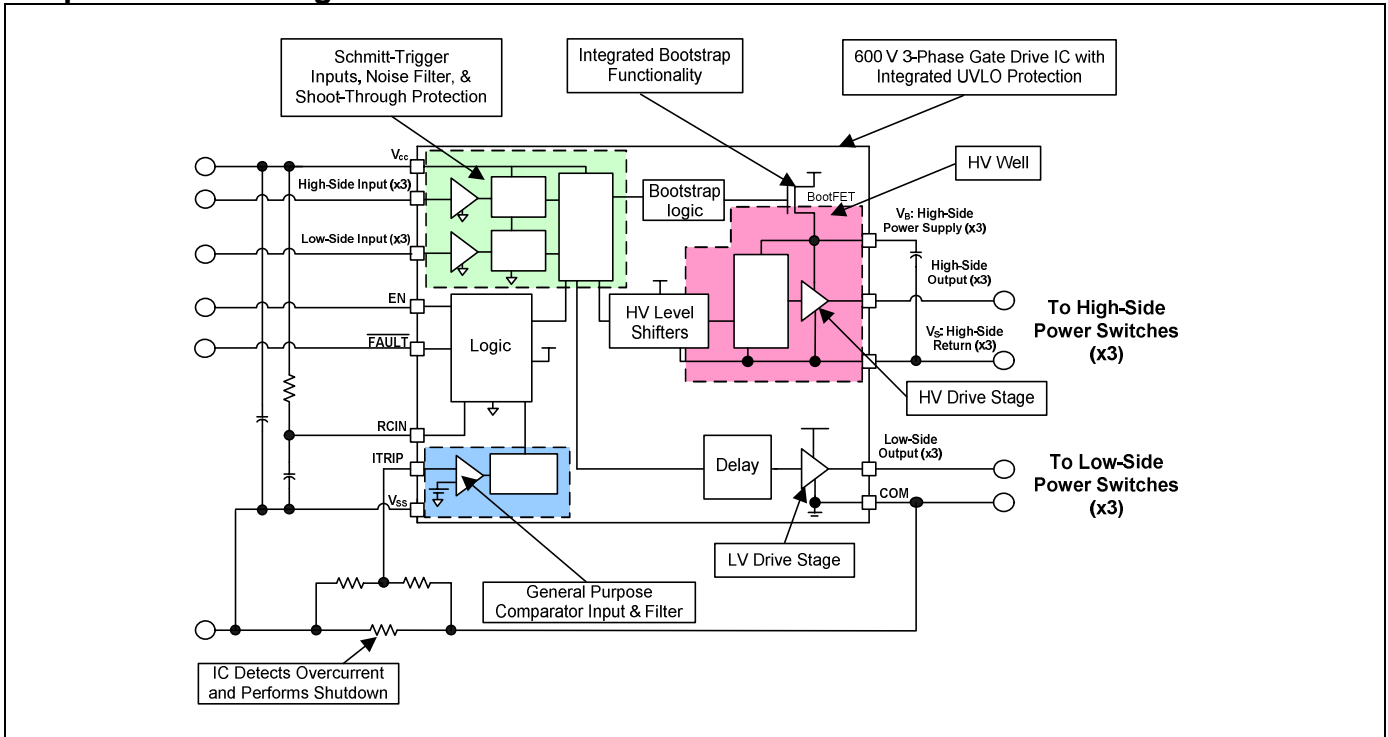 Schmitt-Trigger
Inputs, Noise Filter, &
Shoot-Through Protection
Integrated Bootstrap
Functionality
600 V 3-Phase Gate Drive IC with
Integrated UVLO Protection
HV Well
Vcc
High-Side Input (x3)
Low-Side Input (x3)
EN
FAULT
RCIN
ITRIP
VSS
Bootstrap
logic
BootFET
Logic
HV Level
Shifters
VB: High-Side
Power Supply (x3)
High-Side
Output (x3)
VS: High-Side
Return (x3)
To High-Side
Power Switches
(x3)
HV Drive Stage
Delay
Low-Side
Output (x3)
COM
To Low-Side
Power Switches
(x3)
LV Drive Stage
General Purpose
Comparator Input & Filter
IC Detects Overcurrent
and Performs Shutdown